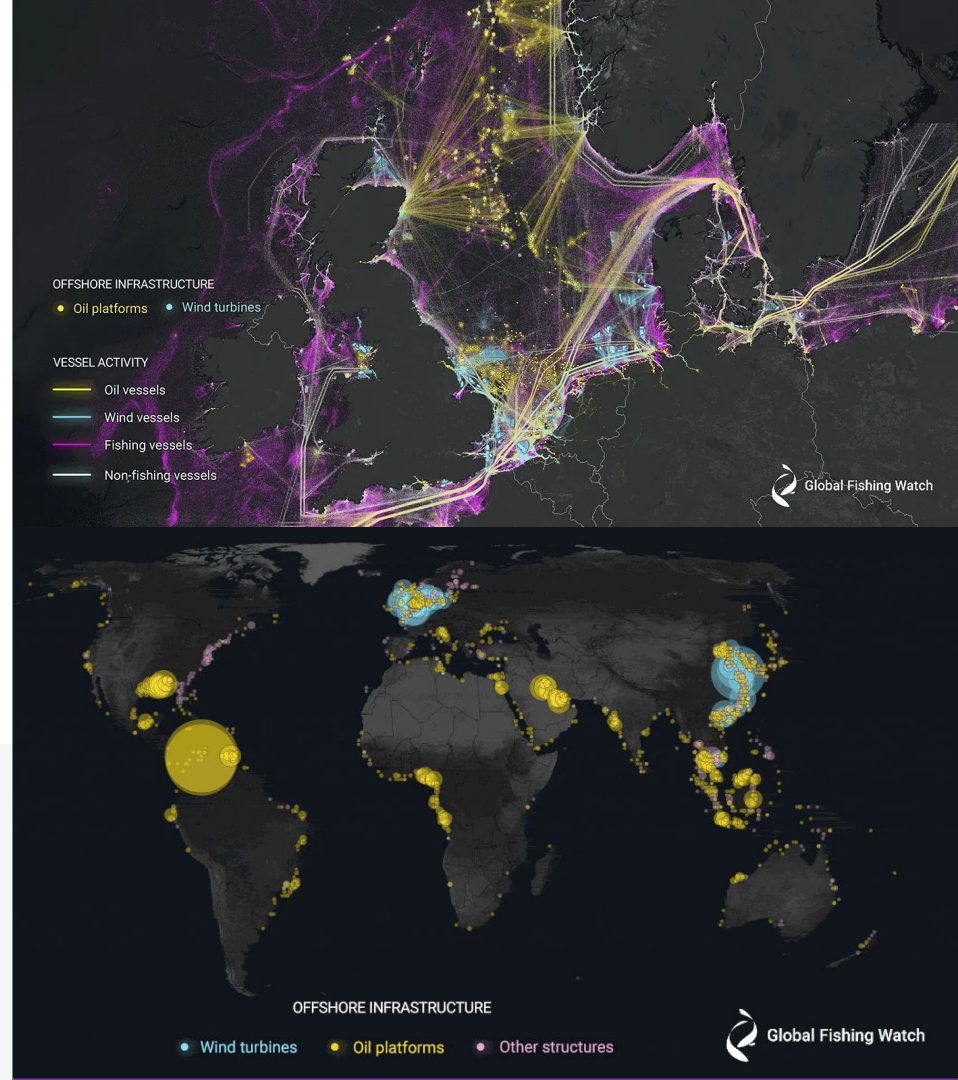 OFFSHORE INFRASTRUCTURE
Oil platforms Wind turbines
VESSEL ACTIVITY
Oil vessels
Wind vessels
Fishing vessels
Non-fishing vessels
Global Fishing Watch
OFFSHORE INFRASTRUCTURE
Wind turbines Oil platforms Other structures
Global Fishing Watch